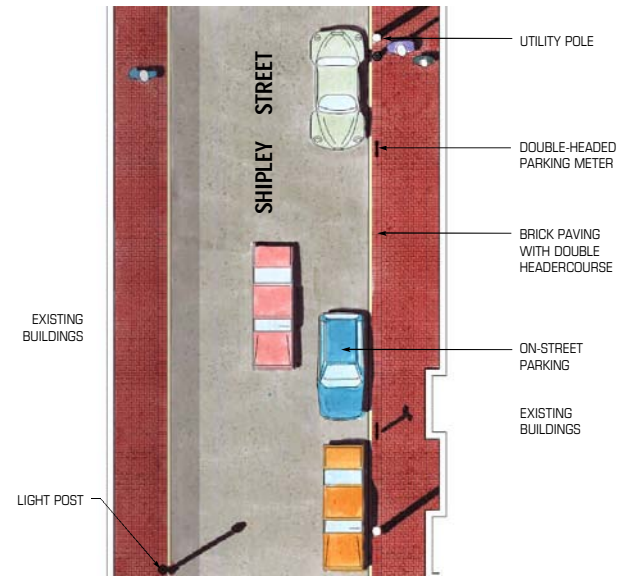 UTILITY POLE
SHIPLEY STREET
DOUBLE-HEADED
PARKING METER
BRICK PAVING
WITH DOUBLE
HEADERCOURSE
EXISTING
BUILDINGS
ON-STREET
PARKING
EXISTING
BUILDINGS
LIGHT POST